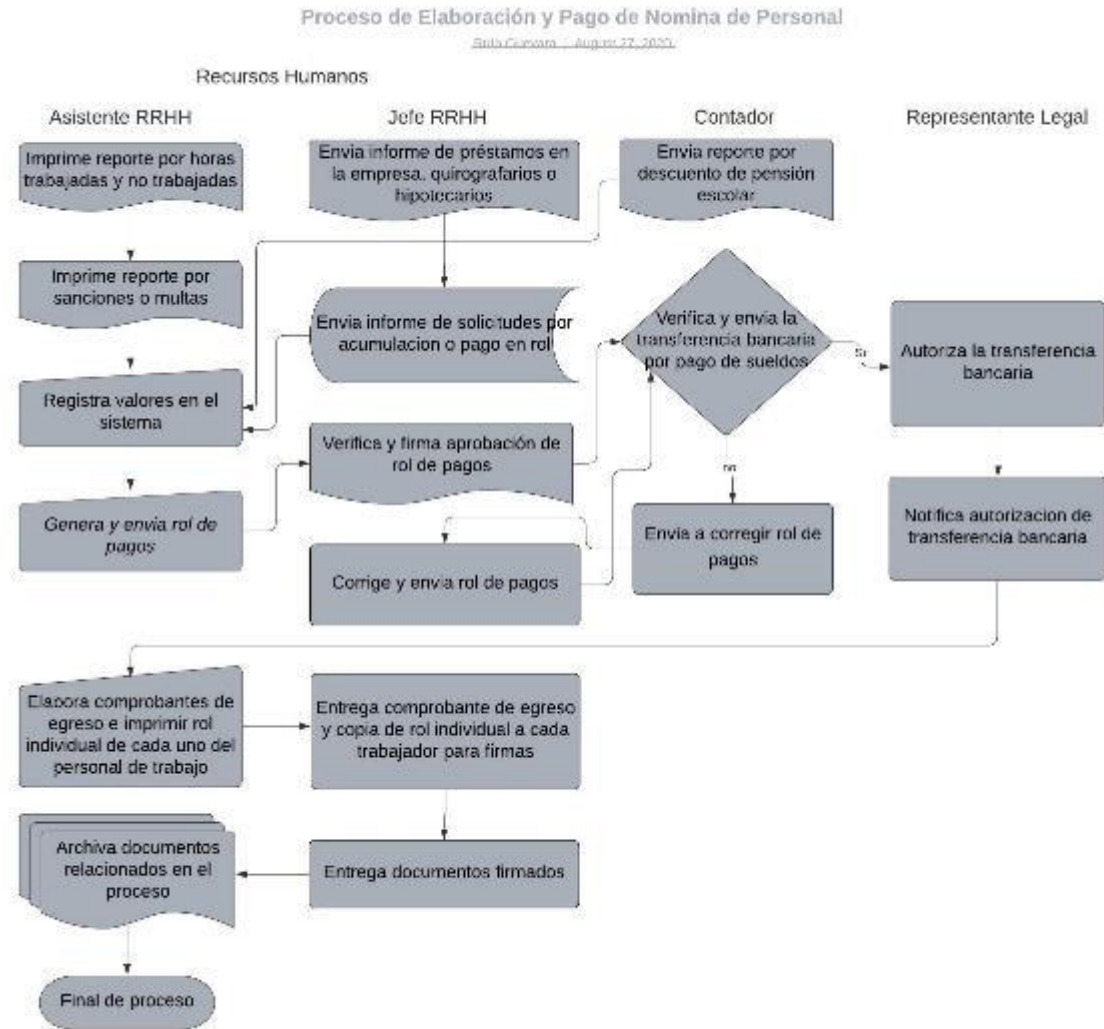 Proceso de Elaboración y Pago de Nomina de Personal
Guevara | August 27, 2020
Recursos Humanos
Asistente RRHH
Jefe RRHH
Contador
Representante Legal
Imprime reporte por horas
trabajadas y no trabajadas
Envia informe de préstamos en
la empresa, quirografarios o
hipotecarios
Envia reporte por
descuento de pensión
escolar
Imprime reporte por
sanciones o multas
Envia informe de solicitudes por
acumulacion o pago en rol
Verifica y envia la
transferencia bancaria
por pago de sueldos
Si
Autoriza la transferencia
bancaria
Registra valores en el
sistema
Verifica y firma aprobación de
rol de pagos
no
Genera y envia rol de
pagos
Corrige y envia rol de pagos
Envia a corregir rol de
pagos
Notifica autorizacion de
transferencia bancaria
Elabora comprobantes de
egreso e imprimir rol
individual de cada uno del
personal de trabajo
Entrega comprobante de egreso
y copia de rol individual a cada
trabajador para firmas
Archiva documentos
relacionados en el
proceso
Entrega documentos firmados
Final de proceso